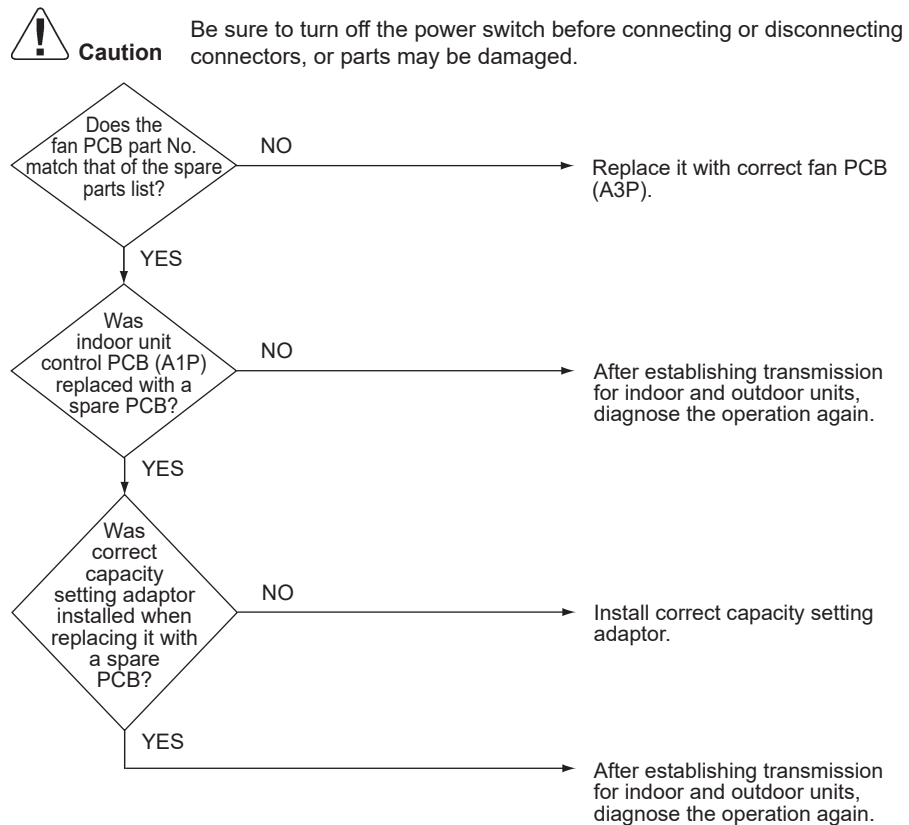 Caution
Be sure to turn off the power switch before connecting or disconnecting
connectors, or parts may be damaged.
Does the
fan PCB part No.
match that of the spare
parts list?
NO
Replace it with correct fan PCB
(A3P).
YES
Was
indoor unit
control PCB (A1P)
replaced with a
spare PCB?
NO
After establishing transmission
for indoor and outdoor units,
diagnose the operation again.
YES
Was
correct
capacity
setting adaptor
installed when
replacing it with
a spare
PCB?
NO
Install correct capacity setting
adaptor.
YES
After establishing transmission
for indoor and outdoor units,
diagnose the operation again.